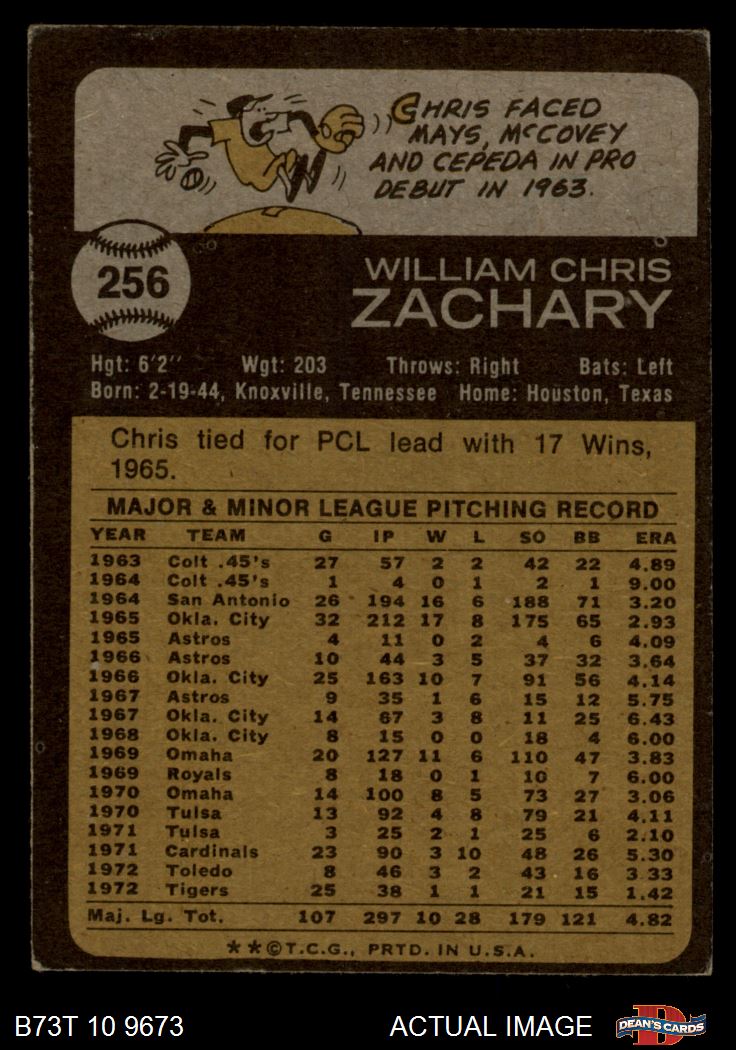 CHRIS FACED
MAYS, McCOVEY
AND CEPEDA IN PRO
DEBUT IN 1963.
256
WILLIAM CHRIS
ZACHARY
Hgt: 6'2" Wgt: 203 Throws: Right Bats: Left
Born: 2-19-44, Knoxville, Tennessee Home: Houston, Texas
Chris tied for PCL lead with 17 Wins,
1965.
MAJOR & MINOR LEAGUE PITCHING RECORD
YEAR TEAM G IP W L SO BB ERA
1963 Colt .45's 27 57 2 2 42 22 4.89
1964 Colt .45's 1 4 0 1 2 1 9.00
1964 San Antonio 26 194 16 6 188 71 3.20
1965 Okla. City 32 212 17 8 175 65 2.93
1965 Astros 4 11 0 2 4 6 4.09
1966 Astros 10 44 3 5 37 32 3.64
1966 Okla. City 25 163 10 7 91 56 4.14
1967 Astros 9 35 1 6 15 12 5.75
1967 Okla. City 14 67 3 8 11 25 6.43
1968 Okla. City 8 15 0 0 18 4 6.00
1969 Omaha 20 127 11 6 110 47 3.83
1969 Royals 8 18 0 1 10 7 6.00
1970 Omaha 14 100 8 5 73 27 3.06
1970 Tulsa 13 92 4 8 79 21 4.11
1971 Tulsa 3 25 2 1 25 6 2.10
1971 Cardinals 23 90 3 10 48 26 5.30
1972 Toledo 8 46 3 2 43 16 3.33
1972 Tigers 25 38 1 1 21 15 1.42
Maj. Lg. Tot. 107 297 10 28 179 121 4.82
**©T.C.G., PRTD. IN U.S.A.
B73T 10 9673 ACTUAL IMAGE
DEAN'S CARDS